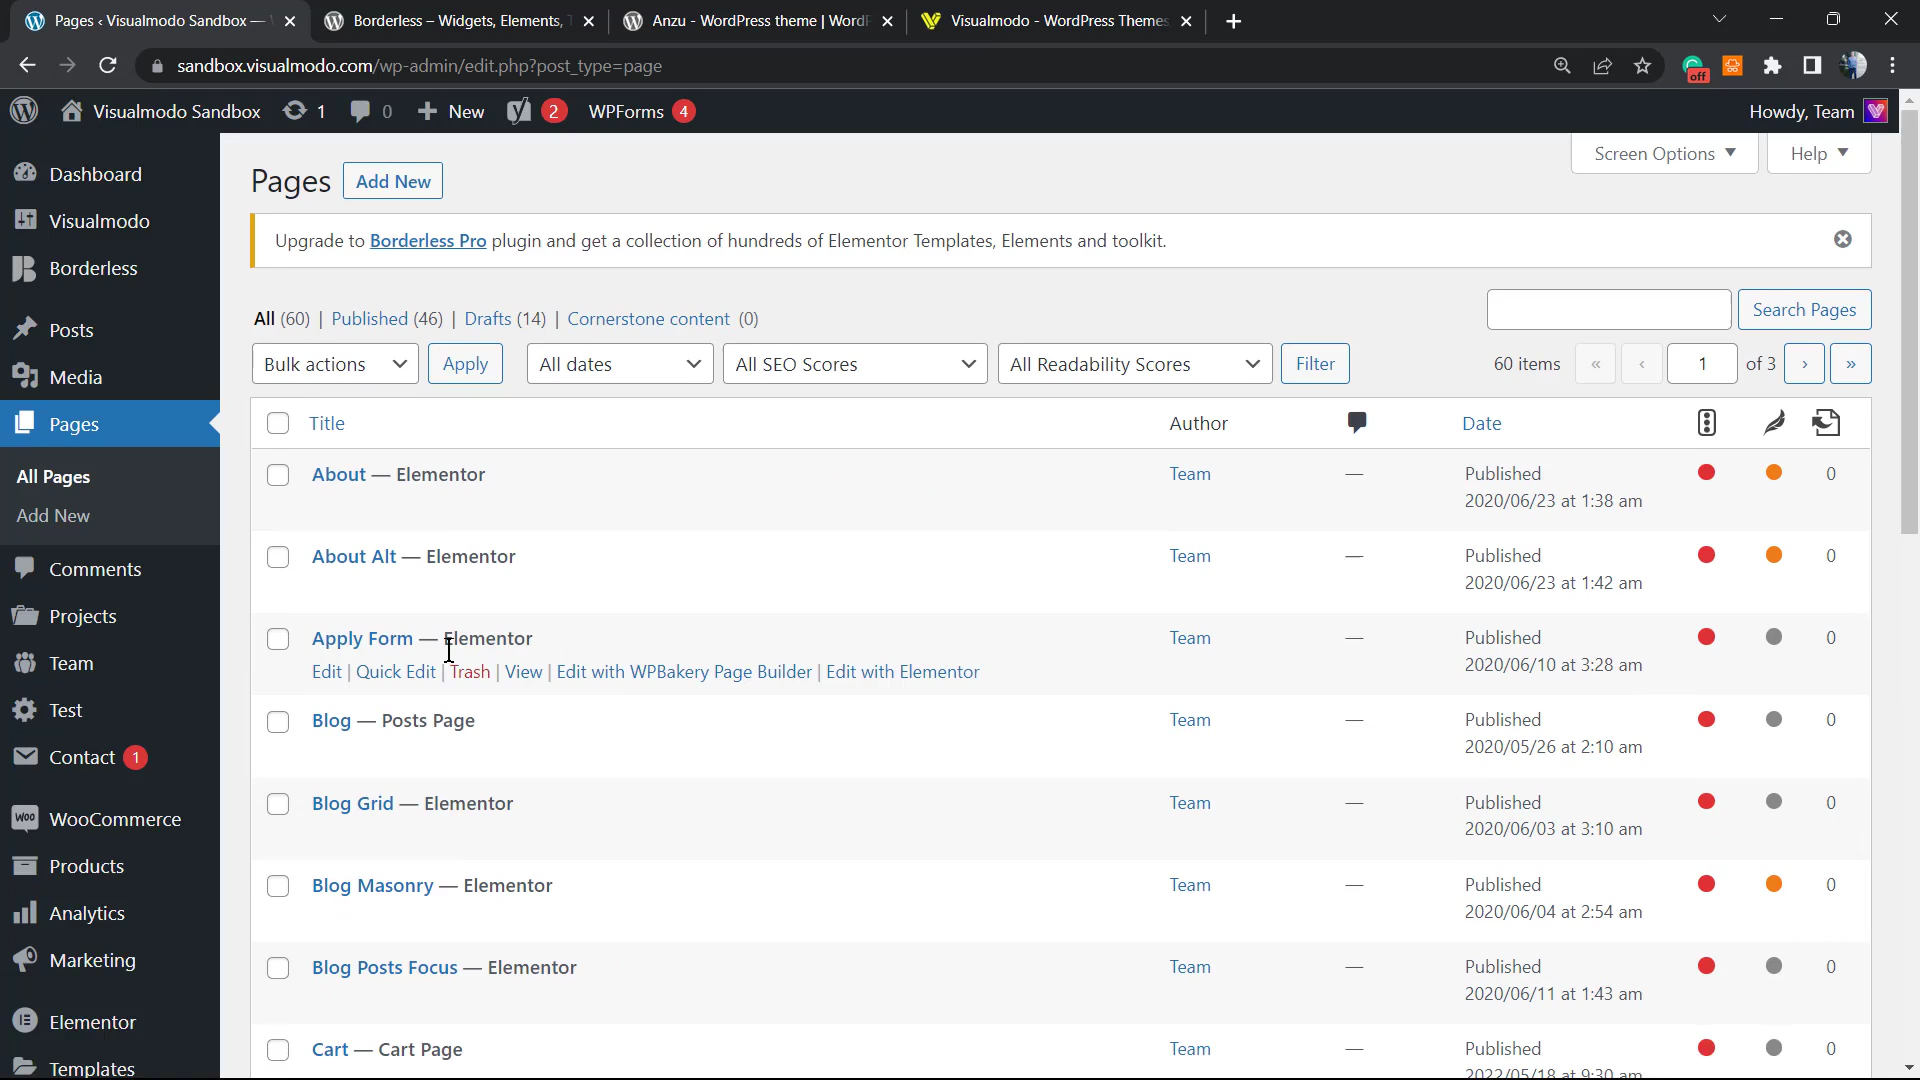 Pages ‹ Visualmodo Sandbox —
Borderless – Widgets, Elements,
Anzu - WordPress theme | Word
Visualmodo - WordPress Themes
sandbox.visualmodo.com/wp-admin/edit.php?post_type=page
off
Visualmodo Sandbox 1 0 New 2 WPForms 4
Howdy, Team
Dashboard
Visualmodo
Borderless
Posts
Media
Pages
All Pages
Add New
Comments
Projects
Team
Test
Contact 1
WooCommerce
Products
Analytics
Marketing
Elementor
Templates
Screen Options Help
Pages Add New
Upgrade to Borderless Pro plugin and get a collection of hundreds of Elementor Templates, Elements and toolkit.
All (60) | Published (46) | Drafts (14) | Cornerstone content (0)
Search Pages
Bulk actions Apply All dates All SEO Scores All Readability Scores Filter 60 items « ‹ 1 of 3 › »
Title Author Date
About — Elementor Team — Published 0
2020/06/23 at 1:38 am
About Alt — Elementor Team — Published 0
2020/06/23 at 1:42 am
Apply Form — Elementor Team — Published 0
Edit | Quick Edit | Trash | View | Edit with WPBakery Page Builder | Edit with Elementor 2020/06/10 at 3:28 am
Blog — Posts Page Team — Published 0
2020/05/26 at 2:10 am
Blog Grid — Elementor Team — Published 0
2020/06/03 at 3:10 am
Blog Masonry — Elementor Team — Published 0
2020/06/04 at 2:54 am
Blog Posts Focus — Elementor Team — Published 0
2020/06/11 at 1:43 am
Cart — Cart Page Team — Published 0
2022/05/18 at 9:30 am